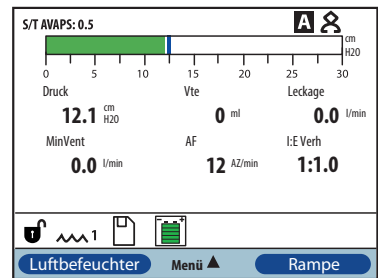 S/T AVAPS: 0.5 A
cm
H2O
0 5 10 15 20 25 30
Druck Vte Leckage
12.1 cm H20 0 ml 0.0 l/min
MinVent AF I:E Verh
0.0 l/min 12 AZ/min 1:1.0
1
Luftbefeuchter Menü ▲ Rampe